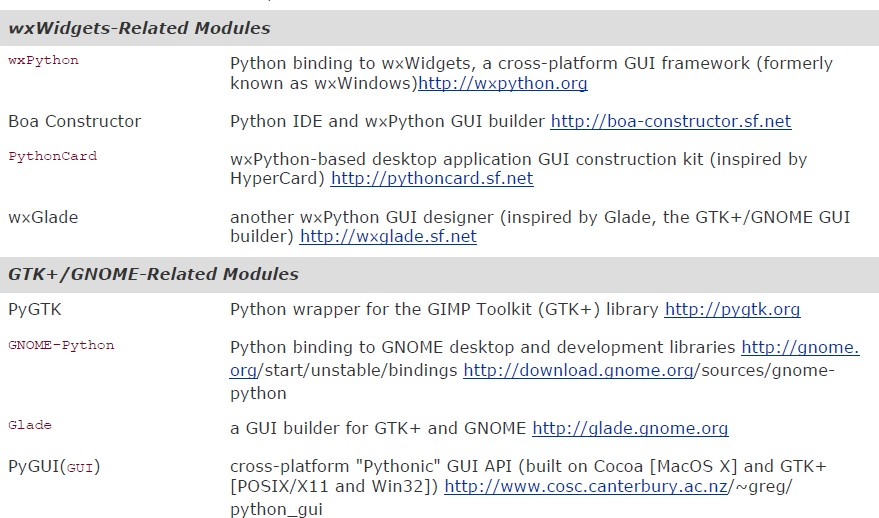 wxWidgets-Related Modules
wxPython
Python binding to wxWidgets, a cross-platform GUI framework (formerly
known as wxWindows)http://wxpython.org
Boa Constructor
Python IDE and wxPython GUI builder http://boa-constructor.sf.net
PythonCard
wxPython-based desktop application GUI construction kit (inspired by
HyperCard) http://pythoncard.sf.net
wxGlade
another wxPython GUI designer (inspired by Glade, the GTK+/GNOME GUI
builder) http://wxglade.sf.net
GTK+/GNOME-Related Modules
PyGTK
Python wrapper for the GIMP Toolkit (GTK+) library http://pygtk.org
GNOME-Python
Python binding to GNOME desktop and development libraries http://gnome.
org/start/unstable/bindings http://download.gnome.org/sources/gnome-
python
Glade
a GUI builder for GTK+ and GNOME http://glade.gnome.org
PyGUI(GUI)
cross-platform "Pythonic" GUI API (built on Cocoa [MacOS X] and GTK+
[POSIX/X11 and Win32]) http://www.cosc.canterbury.ac.nz/~greg/
python_gui